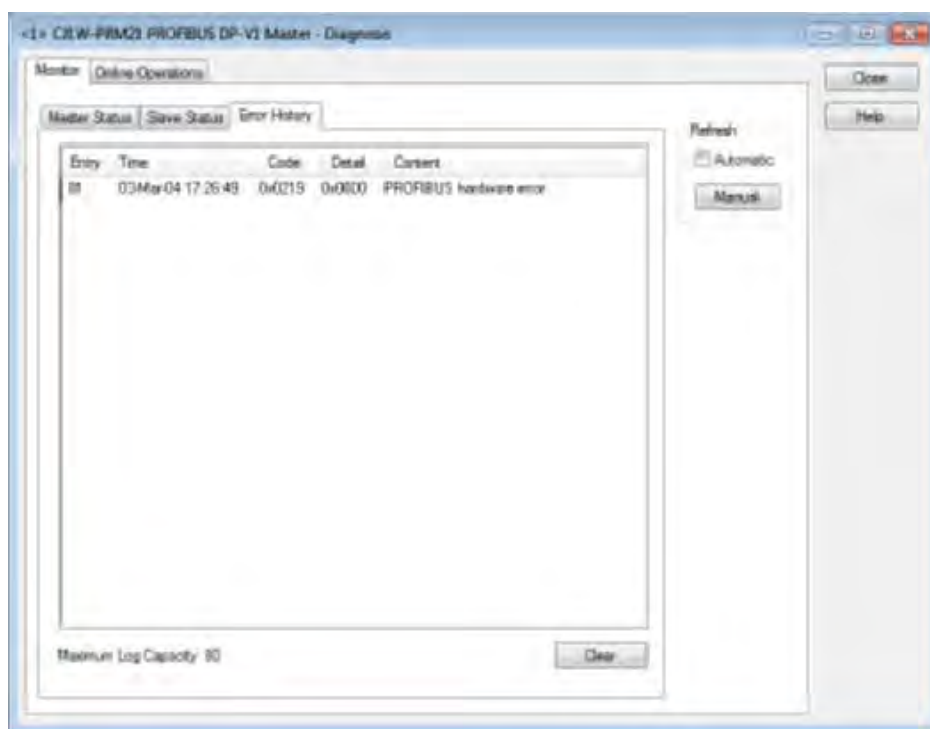 <1> CJ1W-PRM21 PROFIBUS DP-V1 Master - Diagnosis
Monitor Online Operations
Close
Master Status Slave Status Error History
Help
Refresh
Entry Time Code Detail Content
Automatic
01 03-Mar-04 17:26:49 0x0219 0x0600 PROFIBUS hardware error
Manual
Maximum Log Capacity 80
Clear